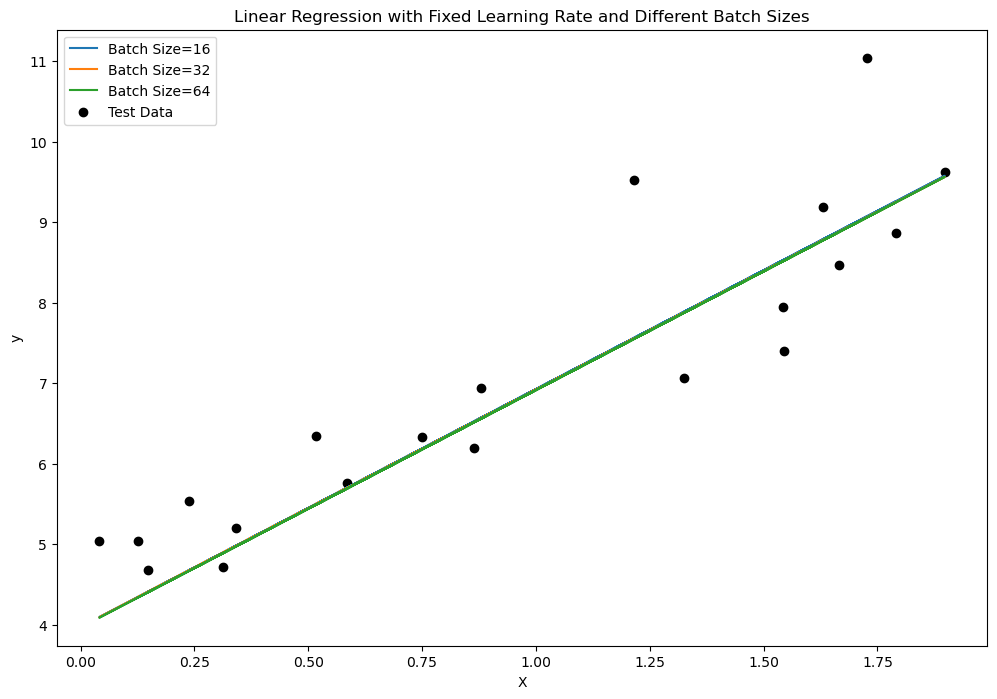 Linear Regression with Fixed Learning Rate and Different Batch Sizes
Batch Size=16
Batch Size=32
Batch Size=64
Test Data
11
10
9
8
7
6
5
4
y
0.00 0.25 0.50 0.75 1.00 1.25 1.50 1.75
X